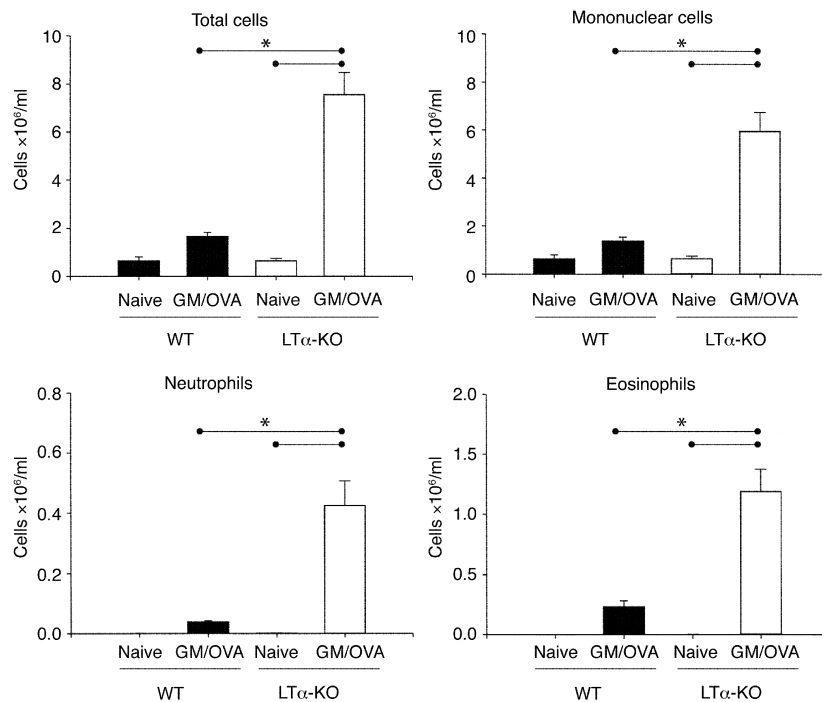 Total cells
*
Cells ×10⁶/ml
10
8
6
4
2
0
Naive GM/OVA Naive GM/OVA
WT LTα-KO
Mononuclear cells
*
Cells ×10⁶/ml
10
8
6
4
2
0
Naive GM/OVA Naive GM/OVA
WT LTα-KO
Neutrophils
*
Cells ×10⁶/ml
0.8
0.6
0.4
0.2
0.0
Naive GM/OVA Naive GM/OVA
WT LTα-KO
Eosinophils
*
Cells ×10⁶/ml
2.0
1.5
1.0
0.5
0.0
Naive GM/OVA Naive GM/OVA
WT LTα-KO